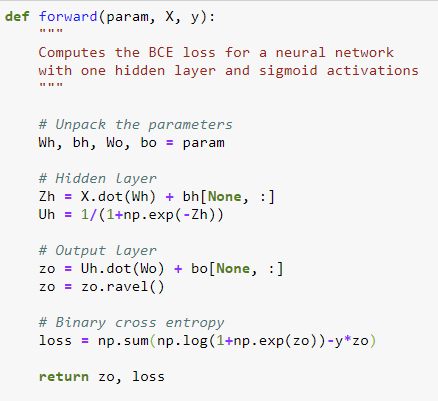 def forward(param, X, y):
    """
    Computes the BCE loss for a neural network
    with one hidden layer and sigmoid activations
    """
    # Unpack the parameters
    Wh, bh, Wo, bo = param
    # Hidden layer
    Zh = X.dot(Wh) + bh[None, :]
    Uh = 1/(1+np.exp(-Zh))
    # Output layer
    zo = Uh.dot(Wo) + bo[None, :]
    zo = zo.ravel()
    # Binary cross entropy
    loss = np.sum(np.log(1+np.exp(zo))-y*zo)
    return zo, loss